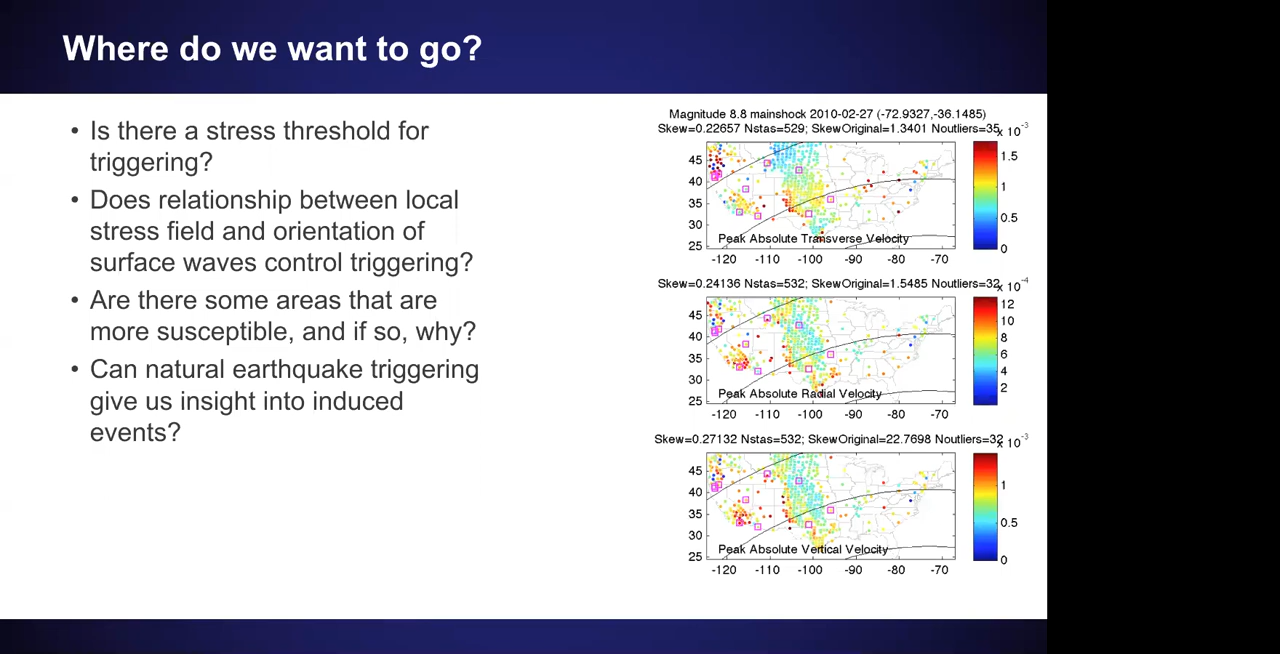 Where do we want to go?
• Is there a stress threshold for
triggering?
• Does relationship between local
stress field and orientation of
surface waves control triggering?
• Are there some areas that are
more susceptible, and if so, why?
• Can natural earthquake triggering
give us insight into induced
events?
Magnitude 8.8 mainshock 2010-02-27 (-72.9327,-36.1485)
Skew=0.22657 Nstas=529; SkewOriginal=1.3401 Noutliers=35
x 10⁻³
45
40
35
30
25
Peak Absolute Transverse Velocity
-120 -110 -100 -90 -80 -70
1.5
1
0.5
0
Skew=0.24136 Nstas=532; SkewOriginal=1.5485 Noutliers=32
x 10⁻⁴
45
40
35
30
25
Peak Absolute Radial Velocity
-120 -110 -100 -90 -80 -70
12
10
8
6
4
2
Skew=0.27132 Nstas=532; SkewOriginal=22.7698 Noutliers=32
x 10⁻³
45
40
35
30
25
Peak Absolute Vertical Velocity
-120 -110 -100 -90 -80 -70
1
0.5
0